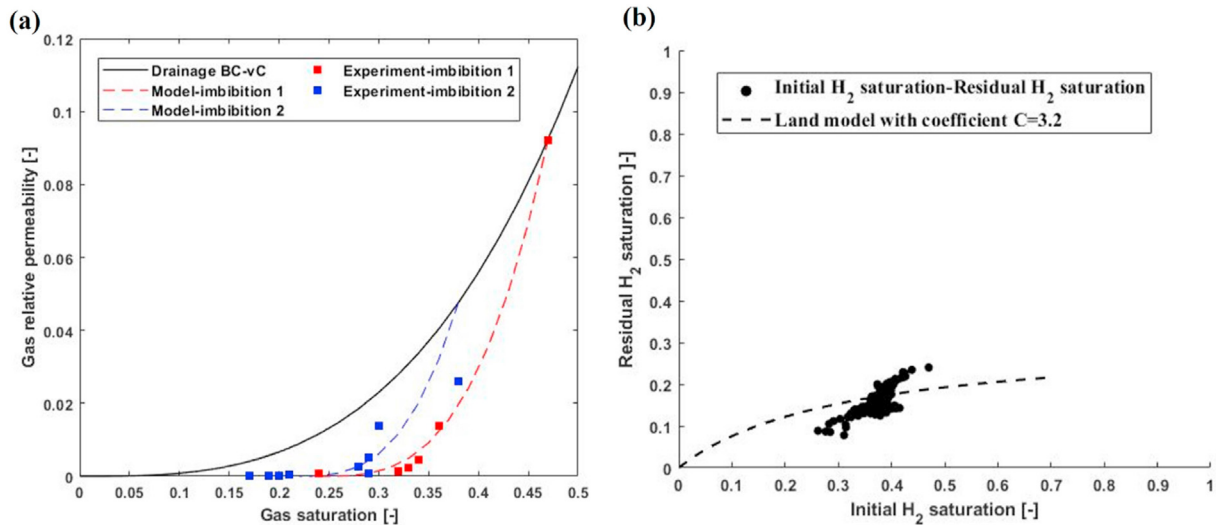 (a)
0.12
0.1
0.08
0.06
0.04
0.02
0
Gas relative permeability [-]
Drainage BC-vC
Model-imbibition 1
Model-imbibition 2
Experiment-imbibition 1
Experiment-imbibition 2
0 0.05 0.1 0.15 0.2 0.25 0.3 0.35 0.4 0.45 0.5
Gas saturation [-]
(b)
1
0.9
0.8
0.7
0.6
0.5
0.4
0.3
0.2
0.1
0
Residual H2 saturation [-]
Initial H2 saturation-Residual H2 saturation
Land model with coefficient C=3.2
0 0.1 0.2 0.3 0.4 0.5 0.6 0.7 0.8 0.9 1
Initial H2 saturation [-]